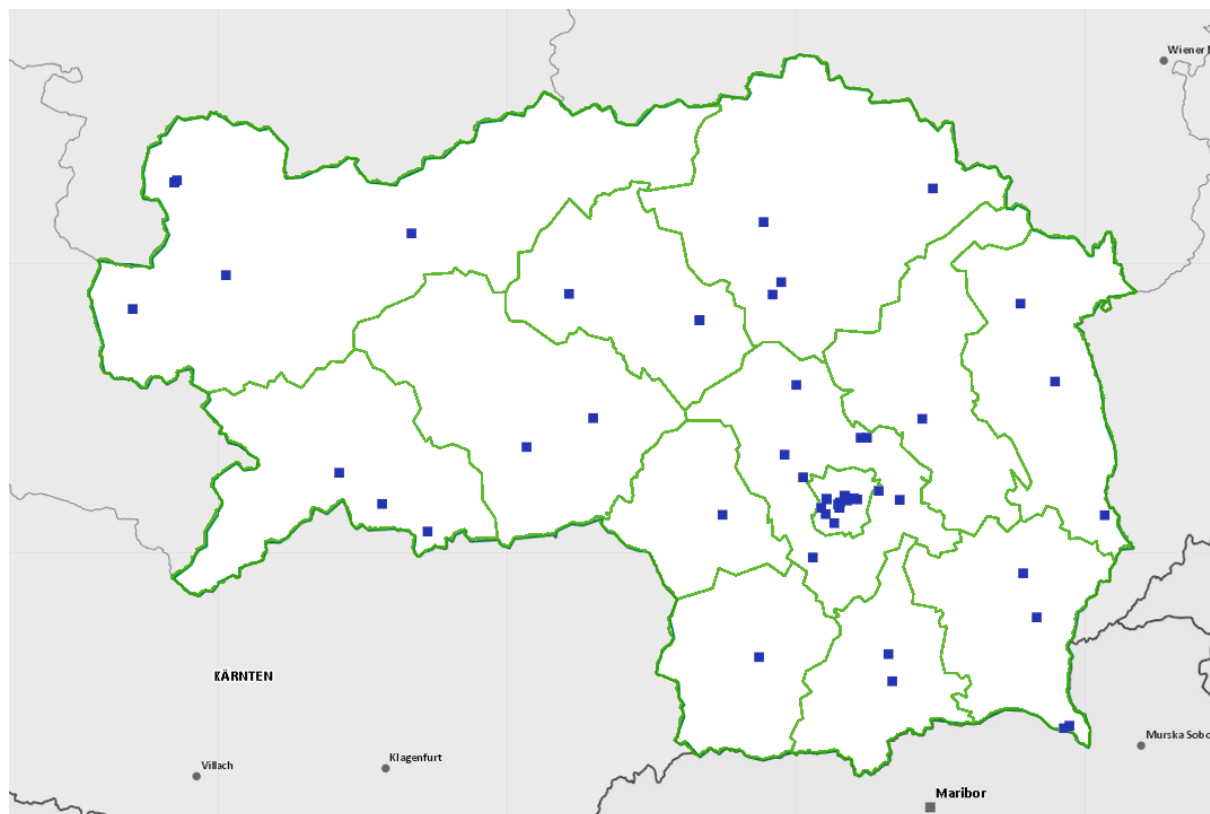 Wiener N
KÄRNTEN
Villach
Klagenfurt
Murska Sobo
Maribor